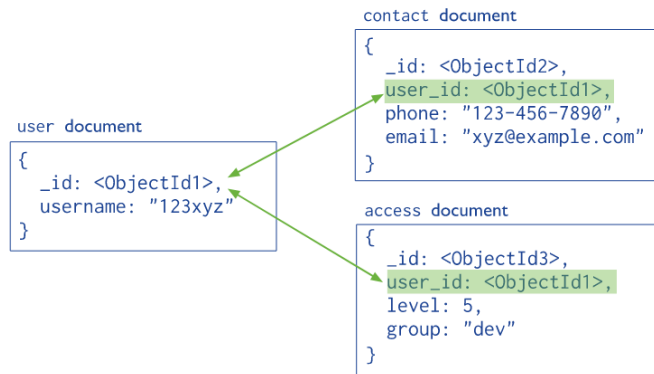 contact document
{
_id: <ObjectId2>,
user_id: <ObjectId1>,
phone: "123-456-7890",
email: "xyz@example.com"
}
user document
{
_id: <ObjectId1>,
username: "123xyz"
}
access document
{
_id: <ObjectId3>,
user_id: <ObjectId1>,
level: 5,
group: "dev"
}